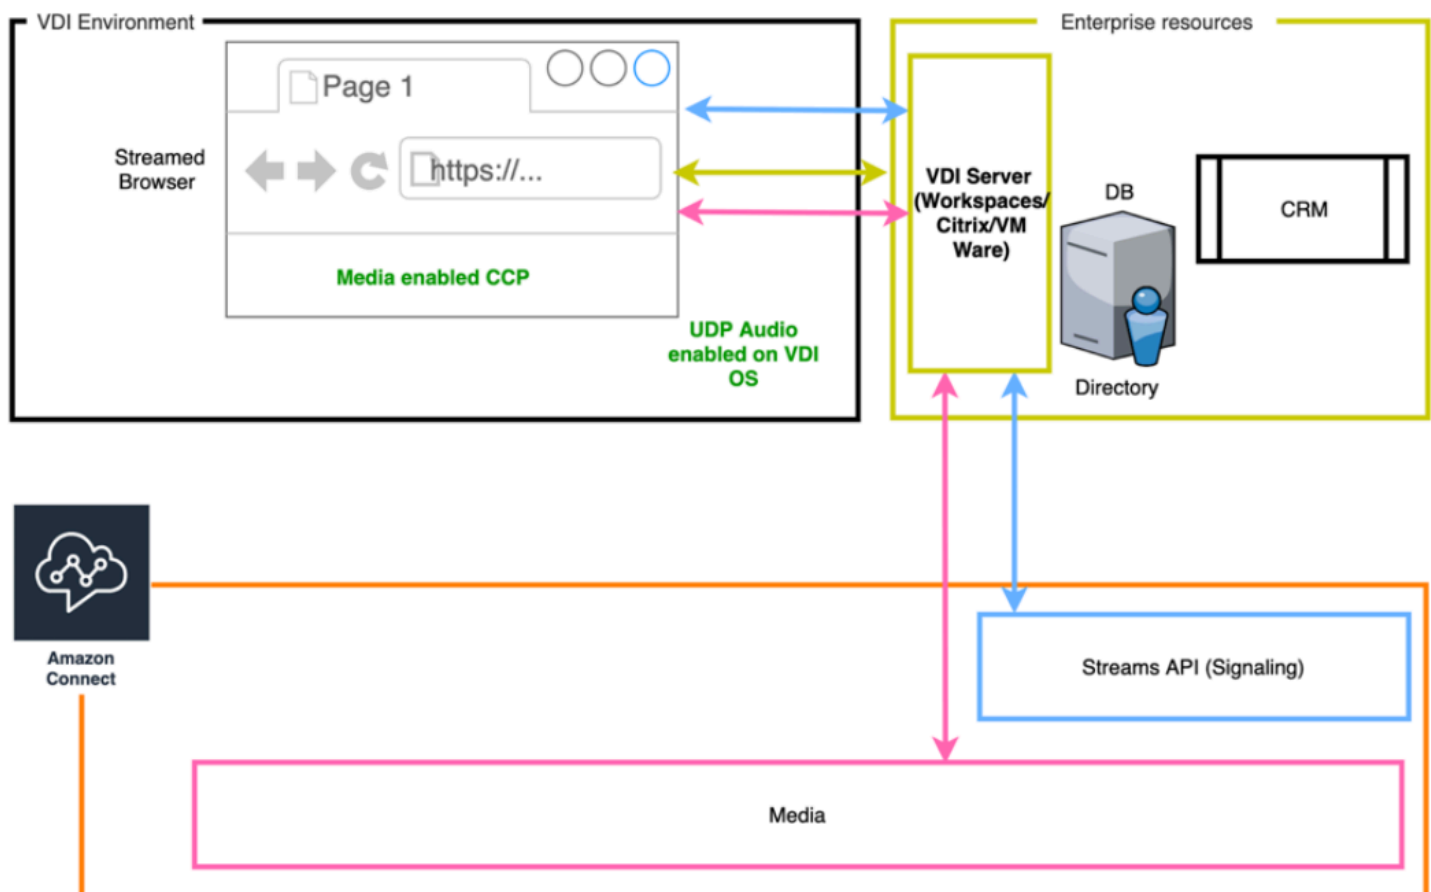 VDI Environment
Enterprise resources
Page 1
https://...
Streamed
Browser
Media enabled CCP
UDP Audio
enabled on VDI
OS
VDI Server
(Workspaces/
Citrix/VM
Ware)
DB
Directory
CRM
Amazon
Connect
Streams API (Signaling)
Media